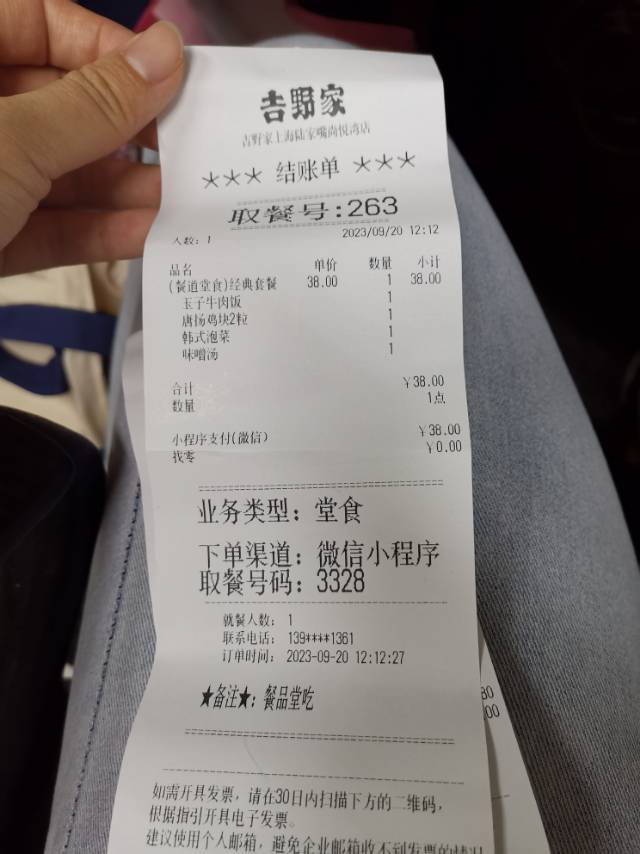 吉野家
吉野家上海陆家嘴尚悦湾店
*** 结账单 ***
取餐号:263
人数: 1 2023/09/20 12:12
品名 单价 数量 小计
(餐道堂食)经典套餐 38.00 1 38.00
玉子牛肉饭 1
唐扬鸡块2粒 1
韩式泡菜 1
味噌汤 1
合计 ¥38.00
数量 1点
小程序支付(微信) ¥38.00
找零 ¥0.00
业务类型: 堂食
下单渠道: 微信小程序
取餐号码: 3328
就餐人数: 1
联系电话: 139****1361
订单时间: 2023-09-20 12:12:27
★备注★: 餐品堂吃
如需开具发票, 请在30日内扫描下方的二维码,
根据指引开具电子发票。
建议使用个人邮箱, 避免企业邮箱收不到发票的情况
80
00